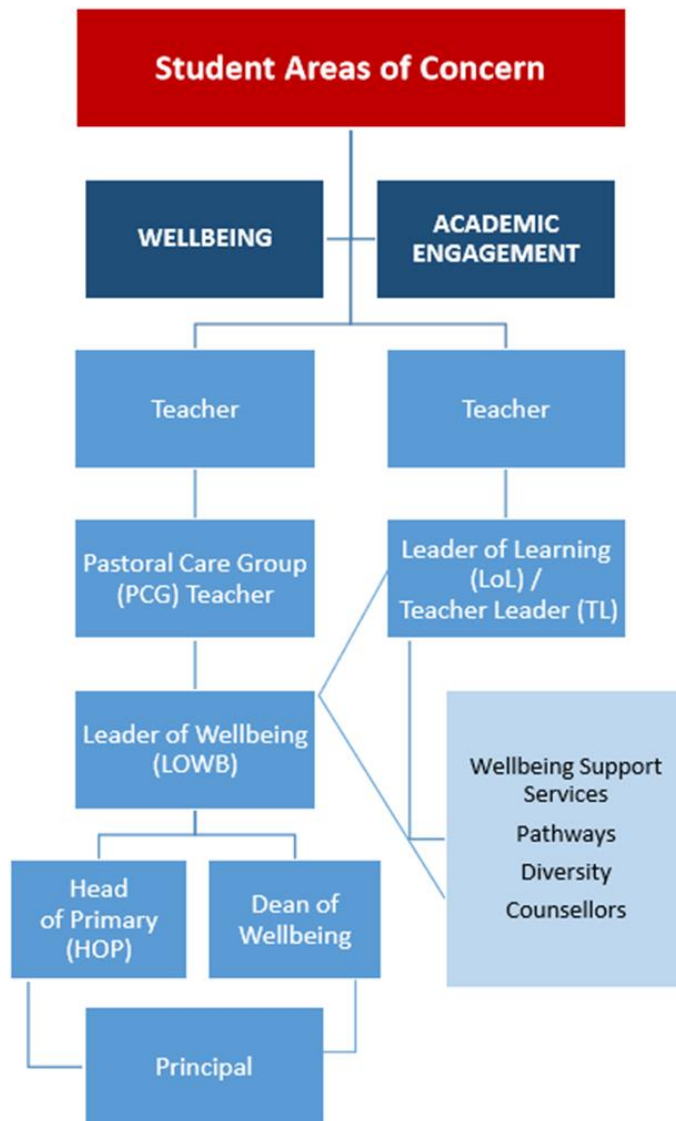 Student Areas of Concern
WELLBEING
ACADEMIC
ENGAGEMENT
Teacher
Teacher
Pastoral Care Group
(PCG) Teacher
Leader of Learning
(LoL) /
Teacher Leader (TL)
Leader of Wellbeing
(LOWB)
Wellbeing Support
Services
Pathways
Diversity
Counsellors
Head
of Primary
(HOP)
Dean of
Wellbeing
Principal